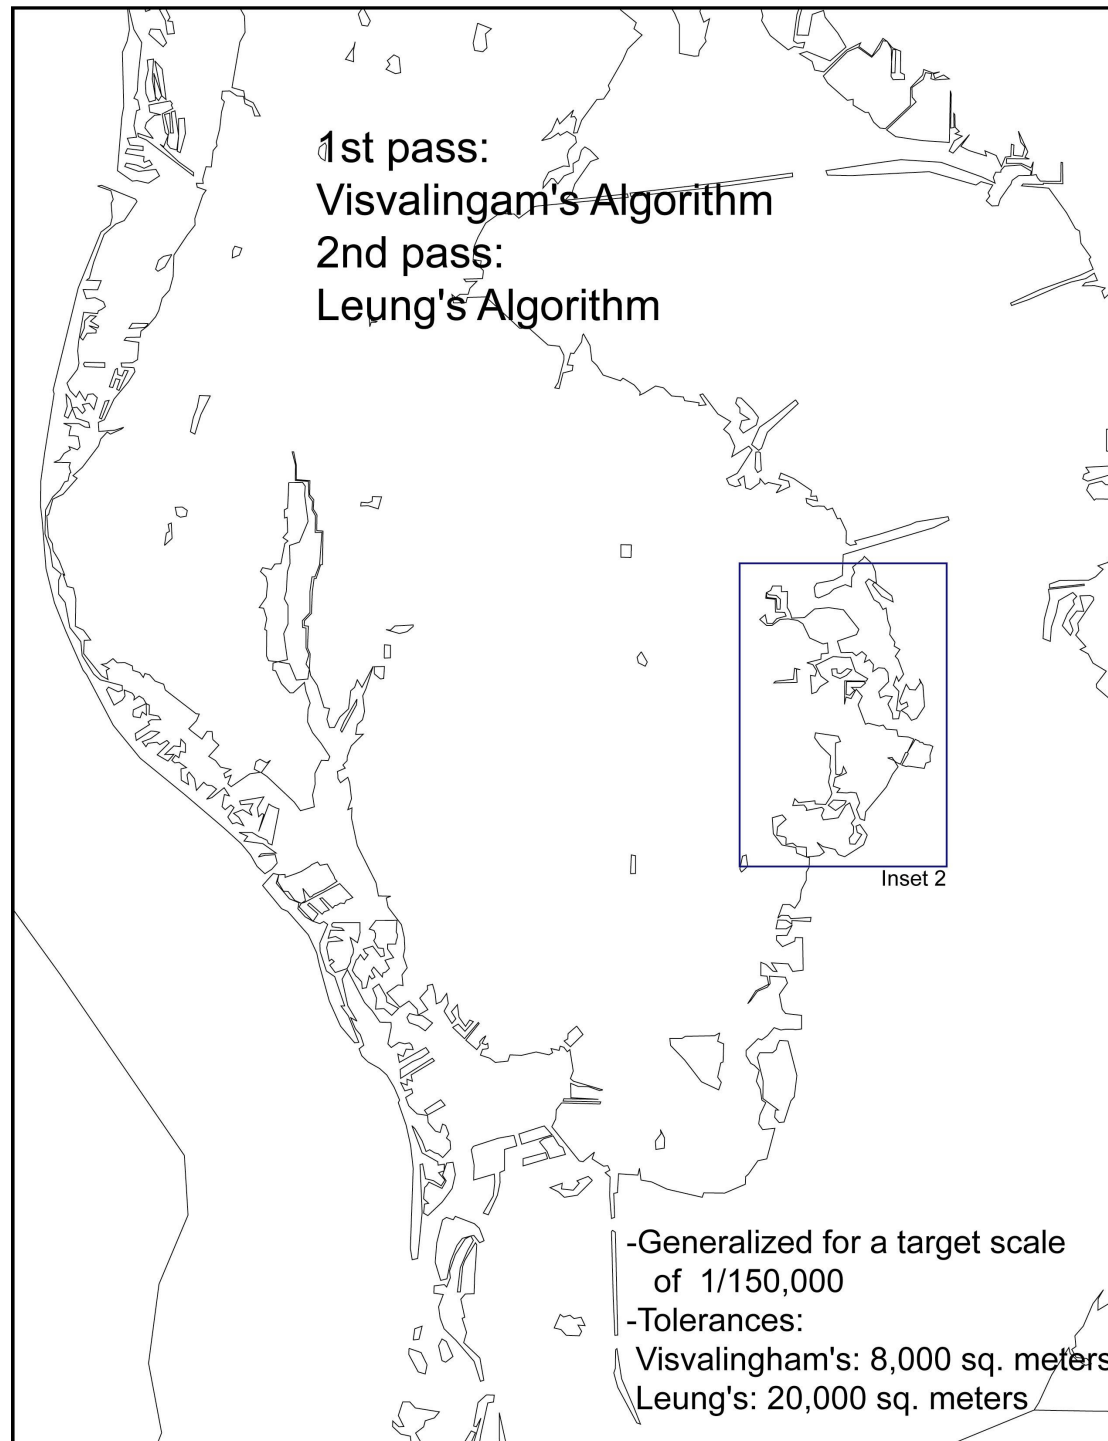 1st pass:
Visvalingam's Algorithm
2nd pass:
Leung's Algorithm
Inset 2
-Generalized for a target scale
of 1/150,000
-Tolerances:
Visvalingham's: 8,000 sq. meters
Leung's: 20,000 sq. meters